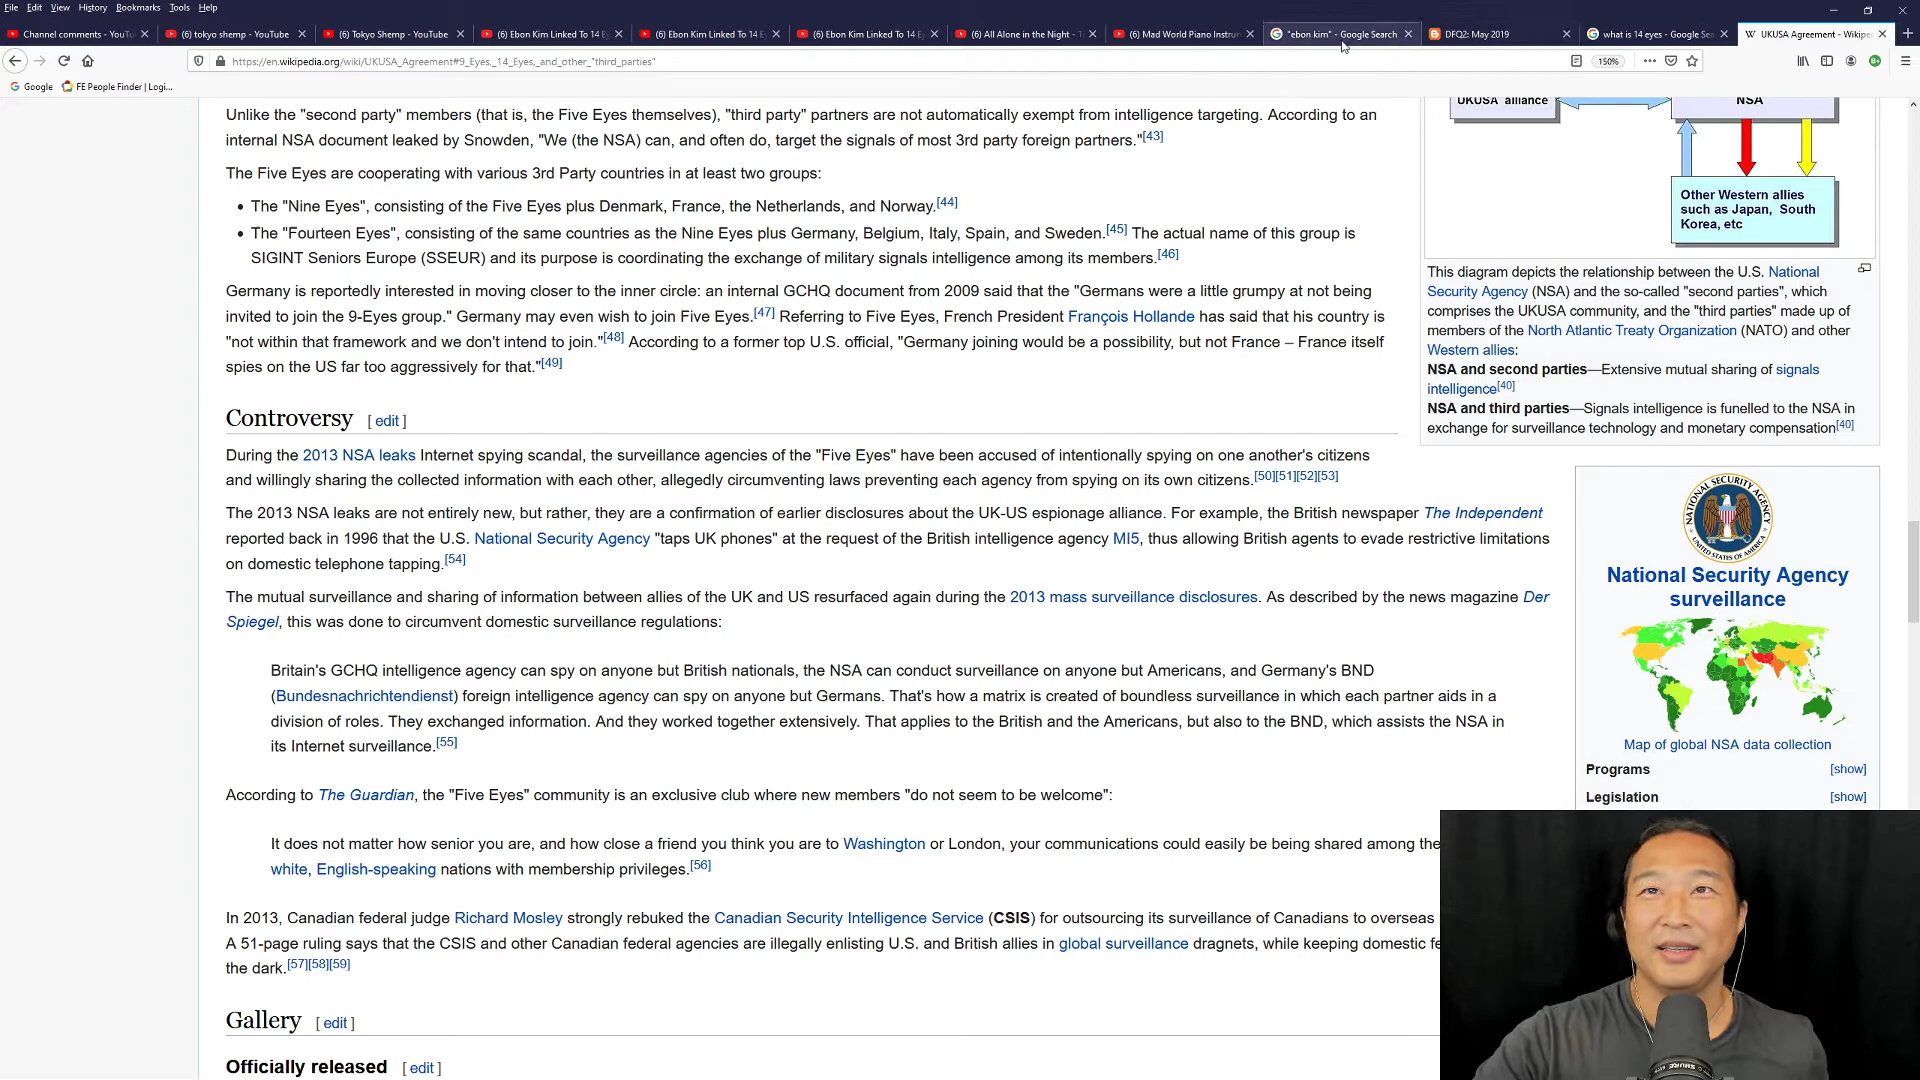 File Edit View History Bookmarks Tools Help
Channel comments - YouTu
(6) tokyo shemp - YouTube
(6) Tokyo Shemp - YouTube
(6) Ebon Kim Linked To 14 E
(6) Ebon Kim Linked To 14 E
(6) Ebon Kim Linked To 14 E
(6) All Alone in the Night - T
(6) Mad World Piano Instrum
"ebon kim" - Google Search
DFQ2: May 2019
what is 14 eyes - Google Sea
UKUSA Agreement - Wikipe
https://en.wikipedia.org/wiki/UKUSA_Agreement#9_Eyes,_14_Eyes,_and_other_"third_parties"
150%
Google
FE People Finder | Logi...
Unlike the "second party" members (that is, the Five Eyes themselves), "third party" partners are not automatically exempt from intelligence targeting. According to an
internal NSA document leaked by Snowden, "We (the NSA) can, and often do, target the signals of most 3rd party foreign partners."[43]
The Five Eyes are cooperating with various 3rd Party countries in at least two groups:
• The "Nine Eyes", consisting of the Five Eyes plus Denmark, France, the Netherlands, and Norway.[44]
• The "Fourteen Eyes", consisting of the same countries as the Nine Eyes plus Germany, Belgium, Italy, Spain, and Sweden.[45] The actual name of this group is
SIGINT Seniors Europe (SSEUR) and its purpose is coordinating the exchange of military signals intelligence among its members.[46]
Germany is reportedly interested in moving closer to the inner circle: an internal GCHQ document from 2009 said that the "Germans were a little grumpy at not being
invited to join the 9-Eyes group." Germany may even wish to join Five Eyes.[47] Referring to Five Eyes, French President François Hollande has said that his country is
"not within that framework and we don't intend to join."[48] According to a former top U.S. official, "Germany joining would be a possibility, but not France – France itself
spies on the US far too aggressively for that."[49]
Controversy [ edit ]
During the 2013 NSA leaks Internet spying scandal, the surveillance agencies of the "Five Eyes" have been accused of intentionally spying on one another's citizens
and willingly sharing the collected information with each other, allegedly circumventing laws preventing each agency from spying on its own citizens.[50][51][52][53]
The 2013 NSA leaks are not entirely new, but rather, they are a confirmation of earlier disclosures about the UK-US espionage alliance. For example, the British newspaper The Independent
reported back in 1996 that the U.S. National Security Agency "taps UK phones" at the request of the British intelligence agency MI5, thus allowing British agents to evade restrictive limitations
on domestic telephone tapping.[54]
The mutual surveillance and sharing of information between allies of the UK and US resurfaced again during the 2013 mass surveillance disclosures. As described by the news magazine Der
Spiegel, this was done to circumvent domestic surveillance regulations:
Britain's GCHQ intelligence agency can spy on anyone but British nationals, the NSA can conduct surveillance on anyone but Americans, and Germany's BND
(Bundesnachrichtendienst) foreign intelligence agency can spy on anyone but Germans. That's how a matrix is created of boundless surveillance in which each partner aids in a
division of roles. They exchanged information. And they worked together extensively. That applies to the British and the Americans, but also to the BND, which assists the NSA in
its Internet surveillance.[55]
According to The Guardian, the "Five Eyes" community is an exclusive club where new members "do not seem to be welcome":
It does not matter how senior you are, and how close a friend you think you are to Washington or London, your communications could easily be being shared among the
white, English-speaking nations with membership privileges.[56]
In 2013, Canadian federal judge Richard Mosley strongly rebuked the Canadian Security Intelligence Service (CSIS) for outsourcing its surveillance of Canadians to overseas
A 51-page ruling says that the CSIS and other Canadian federal agencies are illegally enlisting U.S. and British allies in global surveillance dragnets, while keeping domestic fe
the dark.[57][58][59]
Gallery [ edit ]
Officially released [ edit ]
UKUSA alliance
NSA
Other Western allies
such as Japan, South
Korea, etc
This diagram depicts the relationship between the U.S. National
Security Agency (NSA) and the so-called "second parties", which
comprises the UKUSA community, and the "third parties" made up of
members of the North Atlantic Treaty Organization (NATO) and other
Western allies:
NSA and second parties—Extensive mutual sharing of signals
intelligence[40]
NSA and third parties—Signals intelligence is funelled to the NSA in
exchange for surveillance technology and monetary compensation[40]
NATIONAL SECURITY AGENCY
UNITED STATES OF AMERICA
National Security Agency
surveillance
Map of global NSA data collection
Programs [show]
Legislation [show]
SHURE